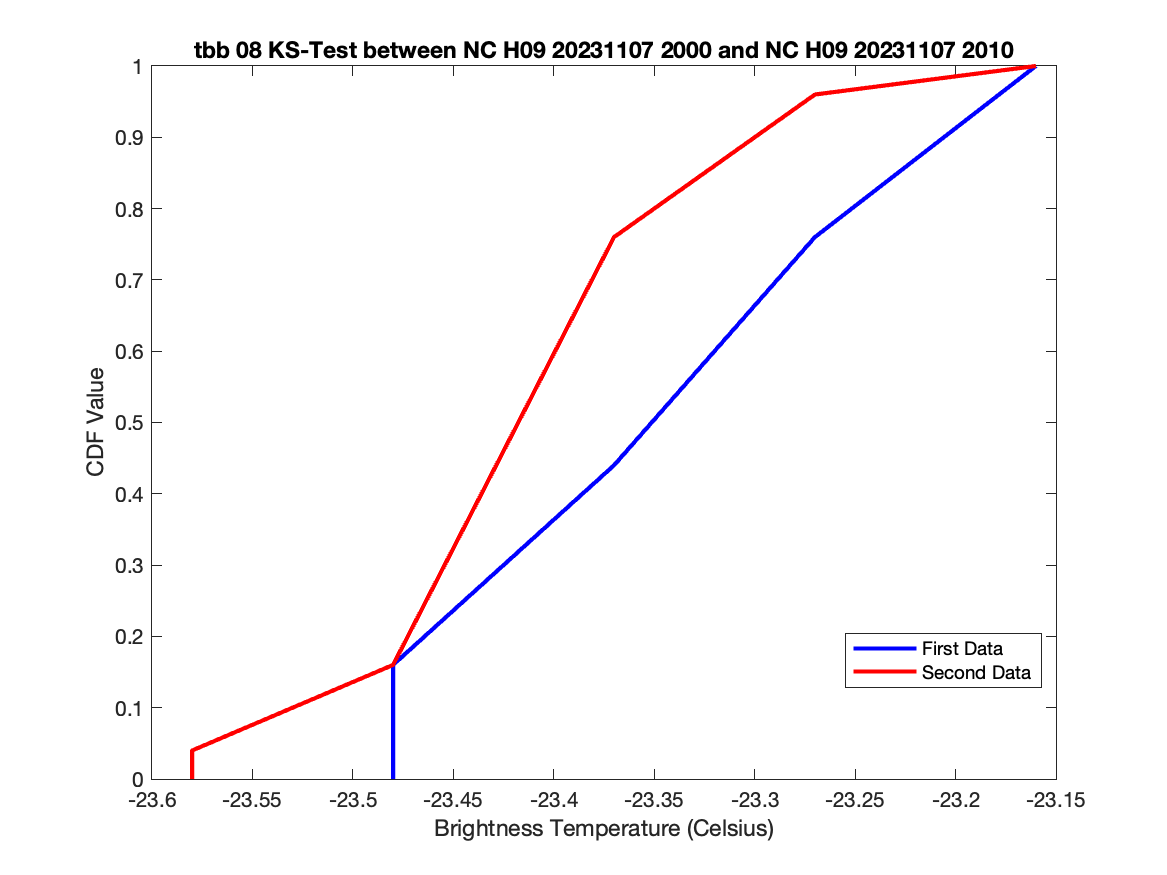 tbb 08 KS-Test between NC H09 20231107 2000 and NC H09 20231107 2010
1
0.9
0.8
0.7
0.6
0.5
0.4
0.3
0.2
0.1
0
CDF Value
First Data
Second Data
-23.6 -23.55 -23.5 -23.45 -23.4 -23.35 -23.3 -23.25 -23.2 -23.15
Brightness Temperature (Celsius)